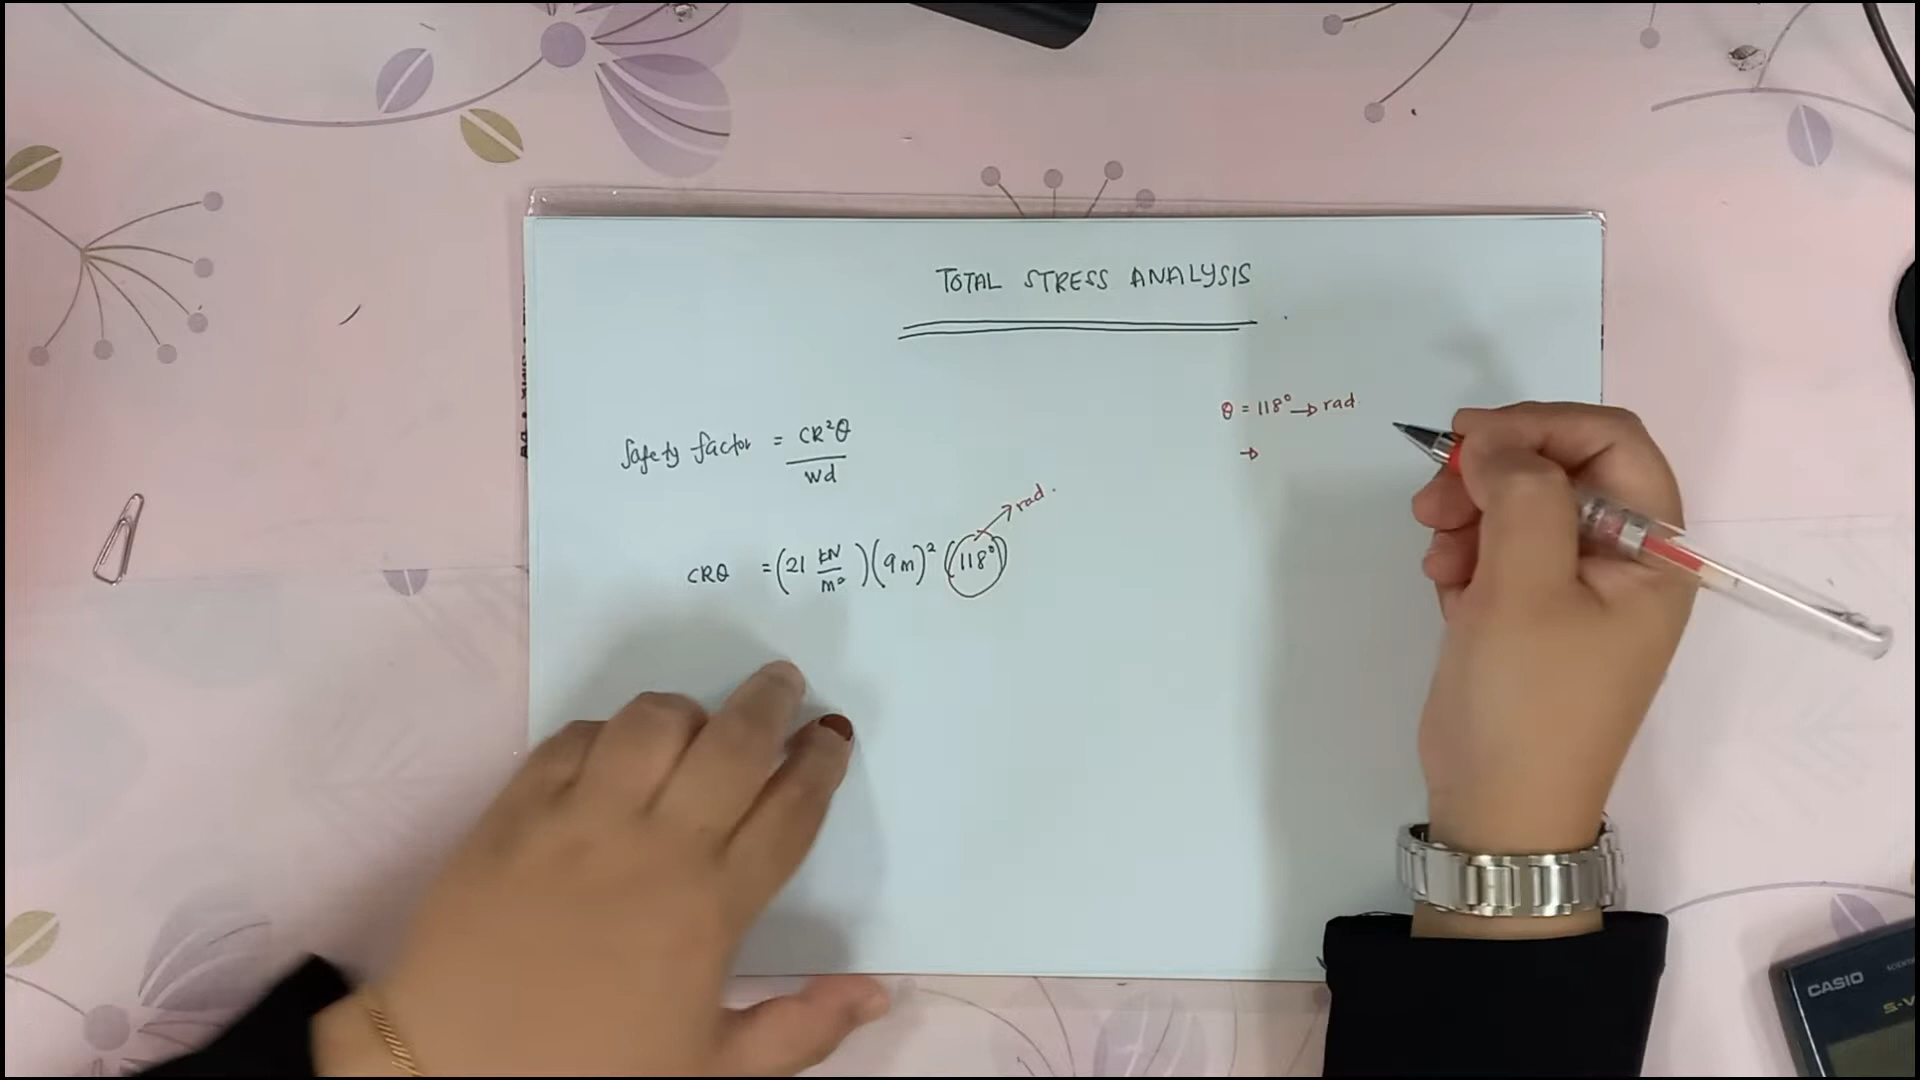 TOTAL STRESS ANALYSIS
θ = 118° → rad
→
Safety factor = CR²θ
wd
rad.
CRθ = (21 kN/m²)(9m)² (118°)
CASIO
S-V